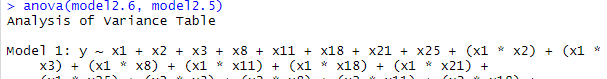 > anova(model2.6, model2.5)
Analysis of Variance Table
Model 1: y ~ x1 + x2 + x3 + x8 + x11 + x18 + x21 + x25 + (x1 * x2) + (x1 *
x3) + (x1 * x8) + (x1 * x11) + (x1 * x18) + (x1 * x21) +